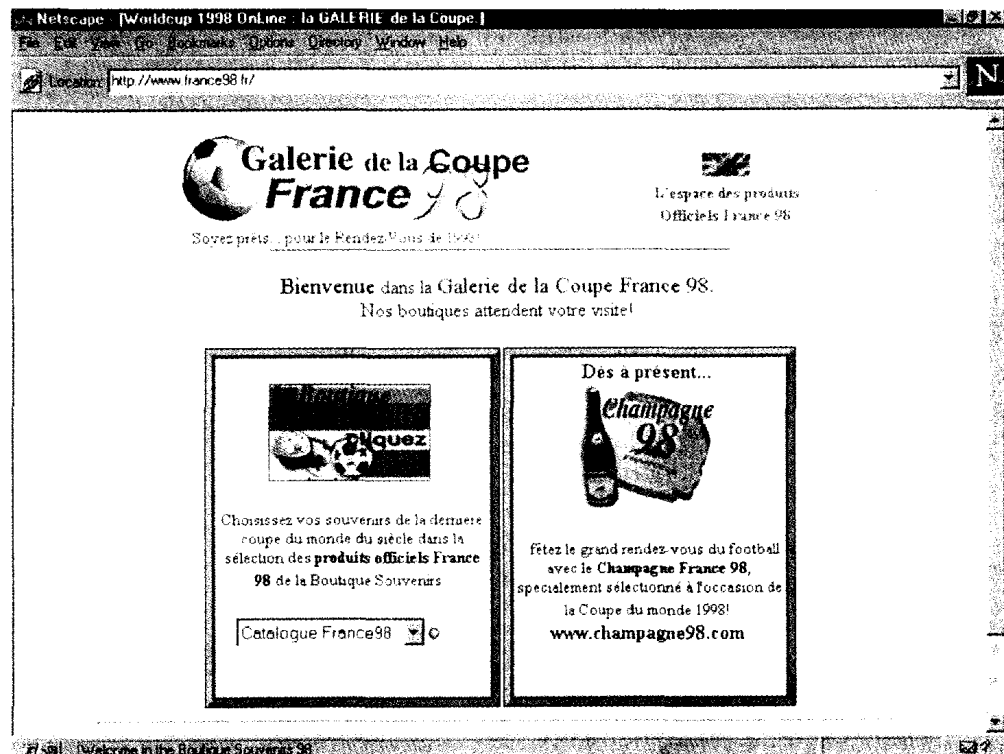 Netscape - [Worldcup 1998 OnLine : la GALERIE de la Coupe.]
File Edit View Go Bookmarks Options Directory Window Help
Location: http://www.france98.fr/
N
Galerie de la Coupe
France 98
Soyez prêts... pour le Rendez-Vous de 1998!
L'espace des produits
Officiels France 98
Bienvenue dans la Galerie de la Coupe France 98.
Nos boutiques attendent votre visite!
Boutique
cliquez
Choisissez vos souvenirs de la dernière
coupe du monde du siècle dans la
sélection des produits officiels France
98 de la Boutique Souvenirs
Catalogue France98
Dés à présent...
Champagne
98
fêtez le grand rendez-vous du football
avec le Champagne France 98,
specialement sélectionné à l'occasion de
la Coupe du monde 1998!
www.champagne98.com
Welcome in the Boutique Souvenirs 98